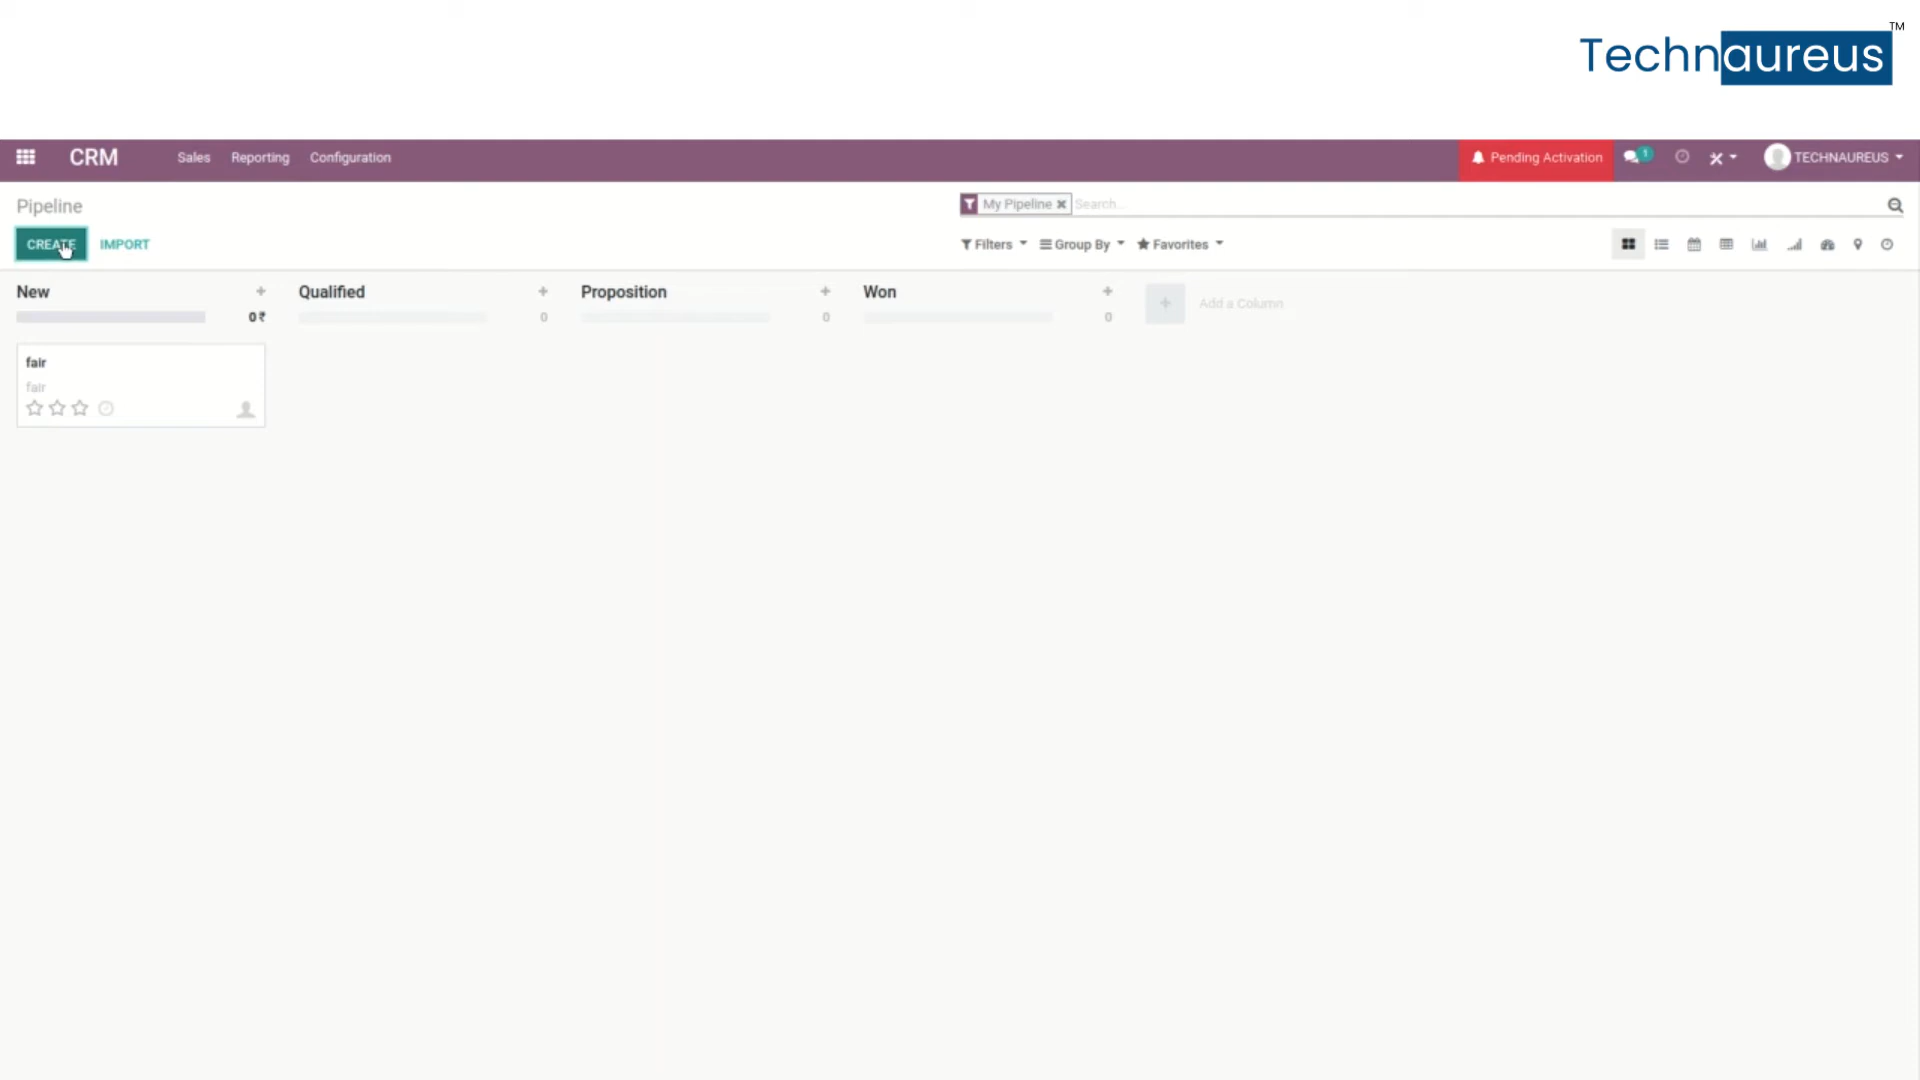 Technaureus™
CRM Sales Reporting Configuration Pending Activation 1 TECHNAUREUS
Pipeline My Pipeline Search...
CREATE IMPORT Filters Group By Favorites
New Qualified Proposition Won Add a Column
0₹ 0 0 0
fair
fair